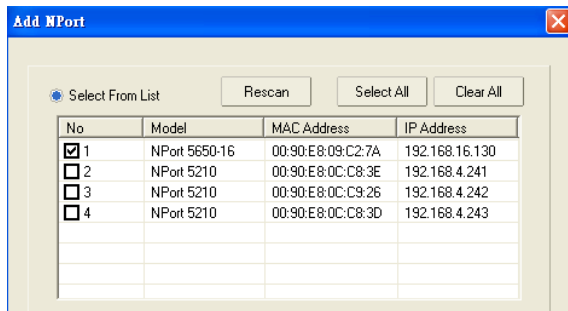 Add NPort
Select From List Rescan Select All Clear All
No Model MAC Address IP Address
1 NPort 5650-16 00:90:E8:09:C2:7A 192.168.16.130
2 NPort 5210 00:90:E8:0C:C8:3E 192.168.4.241
3 NPort 5210 00:90:E8:0C:C9:26 192.168.4.242
4 NPort 5210 00:90:E8:0C:C8:3D 192.168.4.243